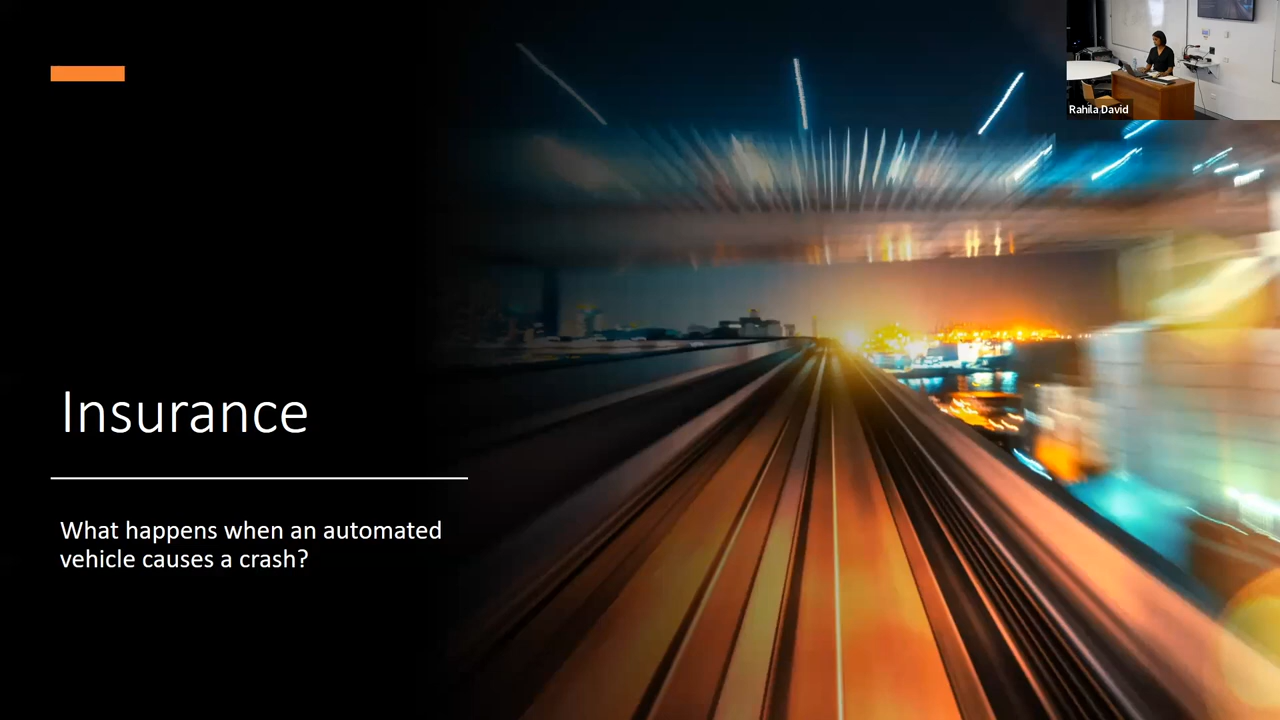 Rahila David
Insurance
What happens when an automated
vehicle causes a crash?